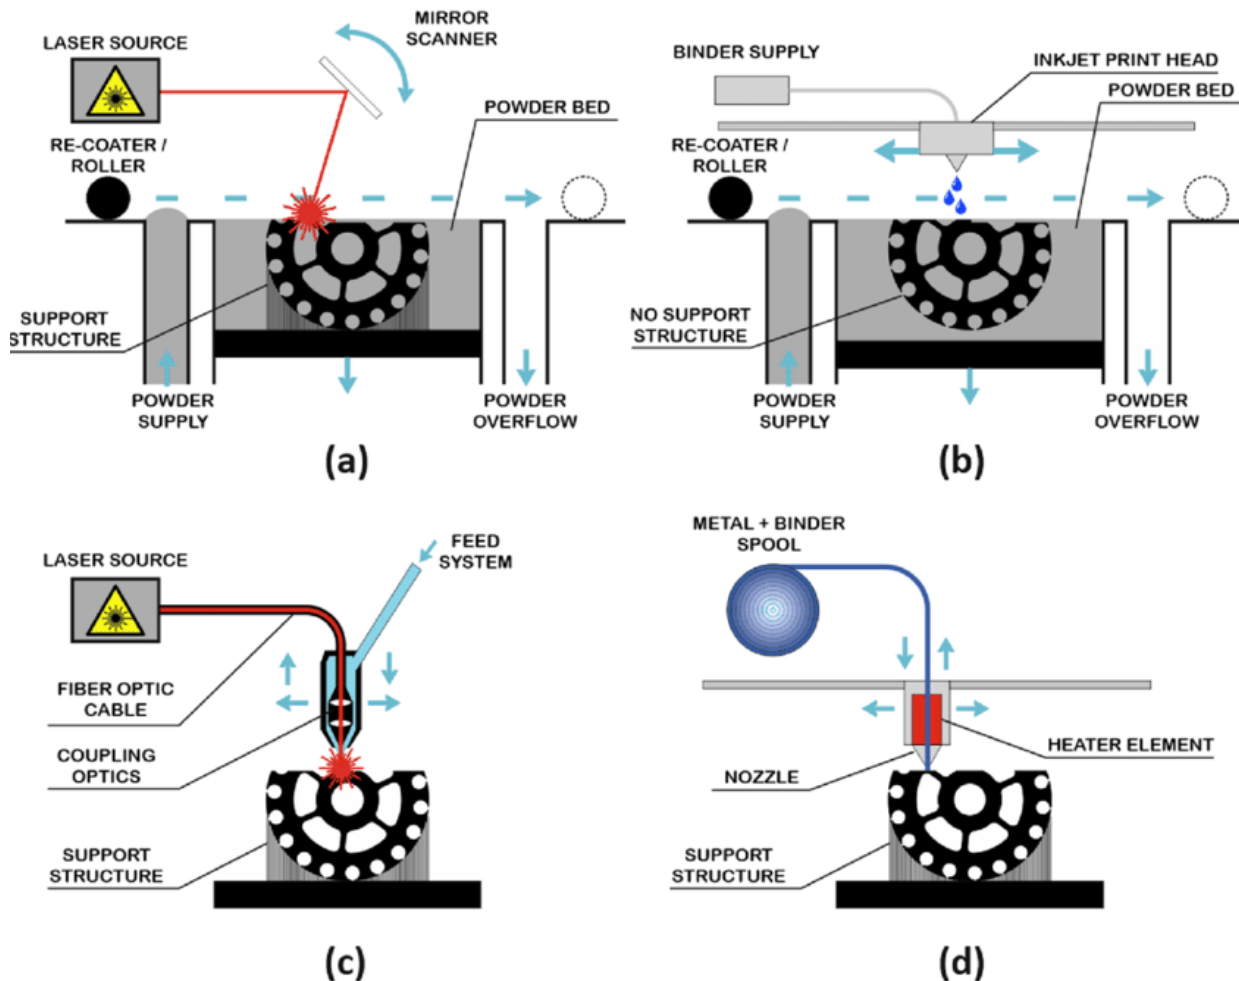 MIRROR
SCANNER
LASER SOURCE
POWDER BED
RE-COATER /
ROLLER
SUPPORT
STRUCTURE
POWDER
SUPPLY
POWDER
OVERFLOW
(a)
BINDER SUPPLY
INKJET PRINT HEAD
POWDER BED
RE-COATER /
ROLLER
NO SUPPORT
STRUCTURE
POWDER
SUPPLY
POWDER
OVERFLOW
(b)
LASER SOURCE
FEED
SYSTEM
FIBER OPTIC
CABLE
COUPLING
OPTICS
SUPPORT
STRUCTURE
(c)
METAL + BINDER
SPOOL
HEATER ELEMENT
NOZZLE
SUPPORT
STRUCTURE
(d)